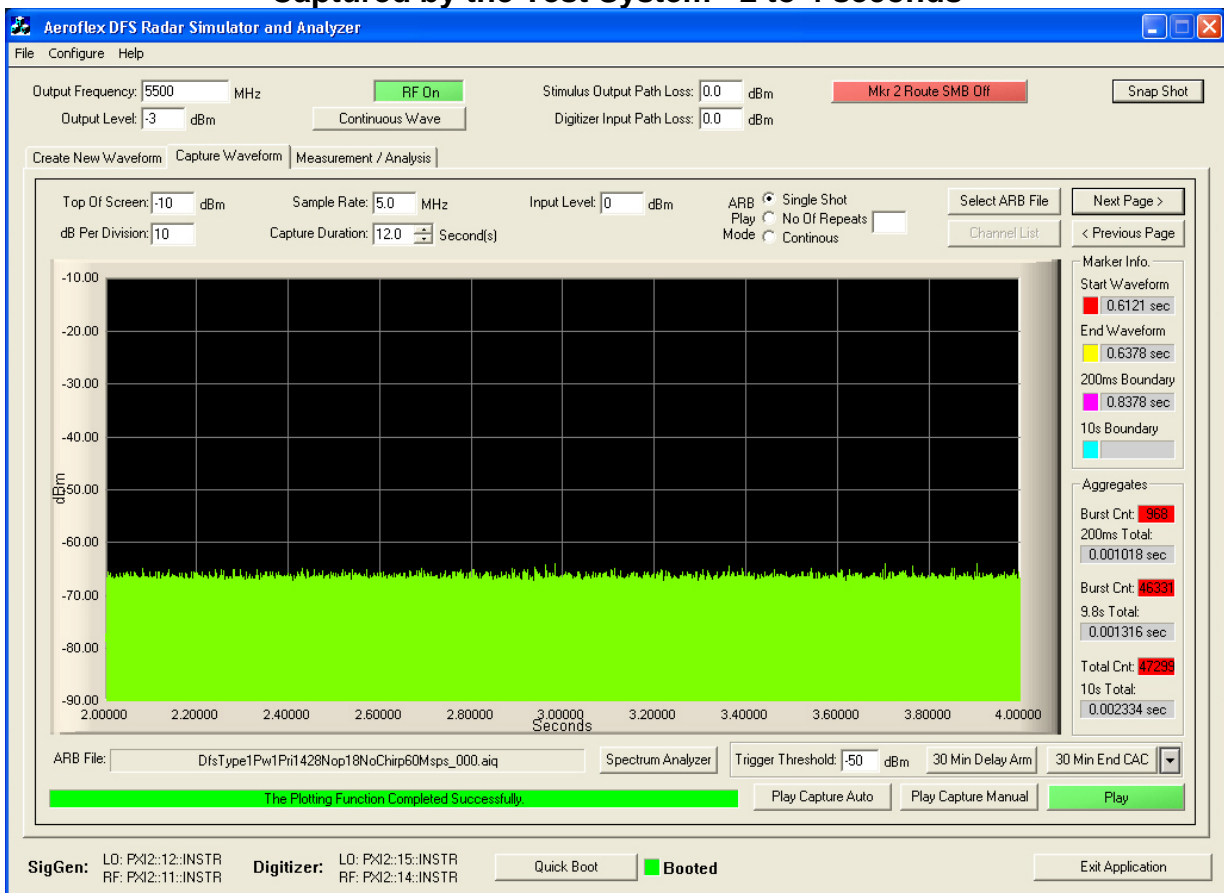 Captured by the Test System - 2 to 4 seconds
Aeroflex DFS Radar Simulator and Analyzer
File Configure Help
Output Frequency: 5500 MHz
RF On
Stimulus Output Path Loss: 0.0 dBm
Mkr 2 Route SMB Off
Snap Shot
Output Level: -3 dBm
Continuous Wave
Digitizer Input Path Loss: 0.0 dBm
Create New Waveform Capture Waveform Measurement / Analysis
Top Of Screen: -10 dBm
Sample Rate: 5.0 MHz
Input Level: 0 dBm
ARB Play Mode
Single Shot
No Of Repeats
Continous
Select ARB File
Next Page >
dB Per Division: 10
Capture Duration: 12.0 Second(s)
Channel List
< Previous Page
-10.00
-20.00
-30.00
-40.00
-50.00
-60.00
-70.00
-80.00
-90.00
dBm
2.00000 2.20000 2.40000 2.60000 2.80000 3.00000 3.20000 3.40000 3.60000 3.80000 4.00000
Seconds
Marker Info.
Start Waveform
0.6121 sec
End Waveform
0.6378 sec
200ms Boundary
0.8378 sec
10s Boundary
Aggregates
Burst Cnt: 968
200ms Total:
0.001018 sec
Burst Cnt: 46331
9.8s Total:
0.001316 sec
Total Cnt: 47299
10s Total:
0.002334 sec
ARB File: DfsType1Pw1Pri1428Nop18NoChirp60Msps_000.aiq
Spectrum Analyzer
Trigger Threshold: -50 dBm
30 Min Delay Arm
30 Min End CAC
The Plotting Function Completed Successfully.
Play Capture Auto
Play Capture Manual
Play
SigGen: LO: PXI2::12::INSTR
RF: PXI2::11::INSTR
Digitizer: LO: PXI2::15::INSTR
RF: PXI2::14::INSTR
Quick Boot
Booted
Exit Application